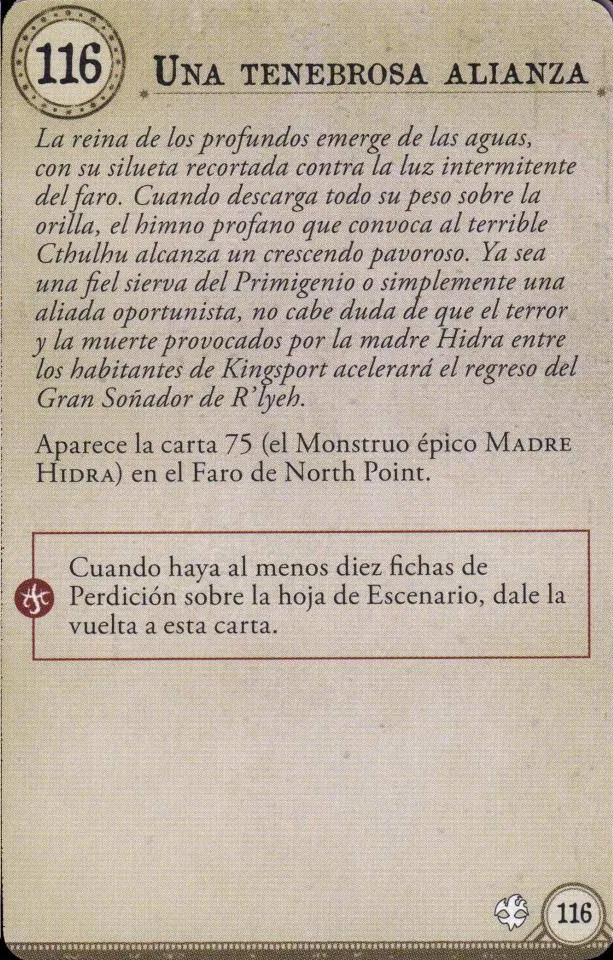 116
Una tenebrosa alianza
La reina de los profundos emerge de las aguas,
con su silueta recortada contra la luz intermitente
del faro. Cuando descarga todo su peso sobre la
orilla, el himno profano que convoca al terrible
Cthulhu alcanza un crescendo pavoroso. Ya sea
una fiel sierva del Primigenio o simplemente una
aliada oportunista, no cabe duda de que el terror
y la muerte provocados por la madre Hidra entre
los habitantes de Kingsport acelerará el regreso del
Gran Soñador de R'lyeh.
Aparece la carta 75 (el Monstruo épico Madre
Hidra) en el Faro de North Point.
Cuando haya al menos diez fichas de
Perdición sobre la hoja de Escenario, dale la
vuelta a esta carta.
116